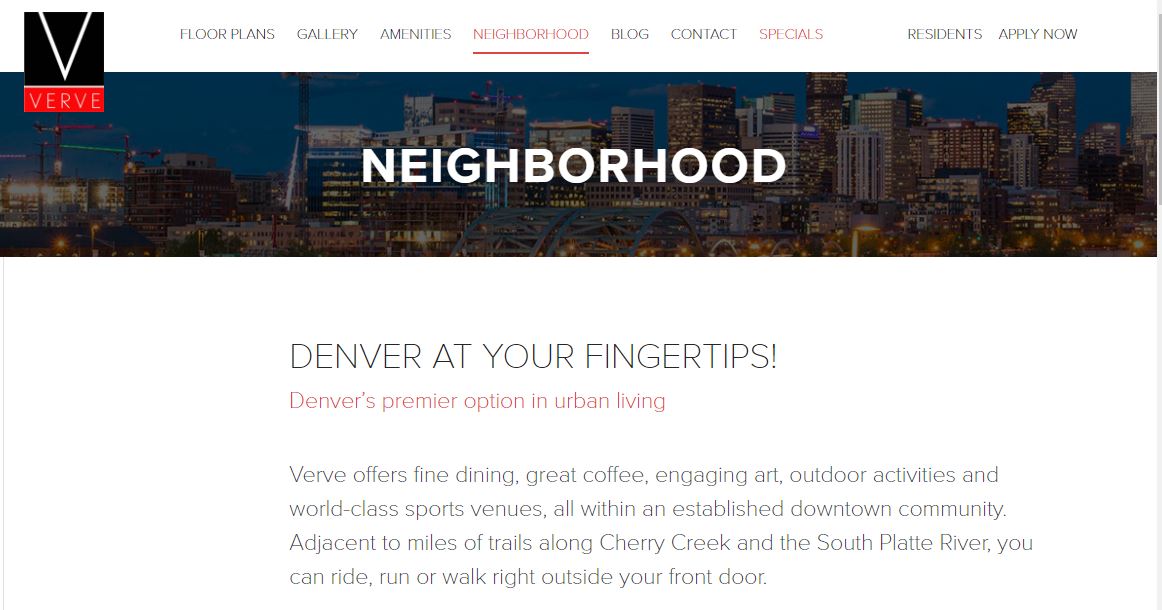 V
VERVE
FLOOR PLANS GALLERY AMENITIES NEIGHBORHOOD BLOG CONTACT SPECIALS RESIDENTS APPLY NOW
NEIGHBORHOOD
DENVER AT YOUR FINGERTIPS!
Denver's premier option in urban living
Verve offers fine dining, great coffee, engaging art, outdoor activities and
world-class sports venues, all within an established downtown community.
Adjacent to miles of trails along Cherry Creek and the South Platte River, you
can ride, run or walk right outside your front door.